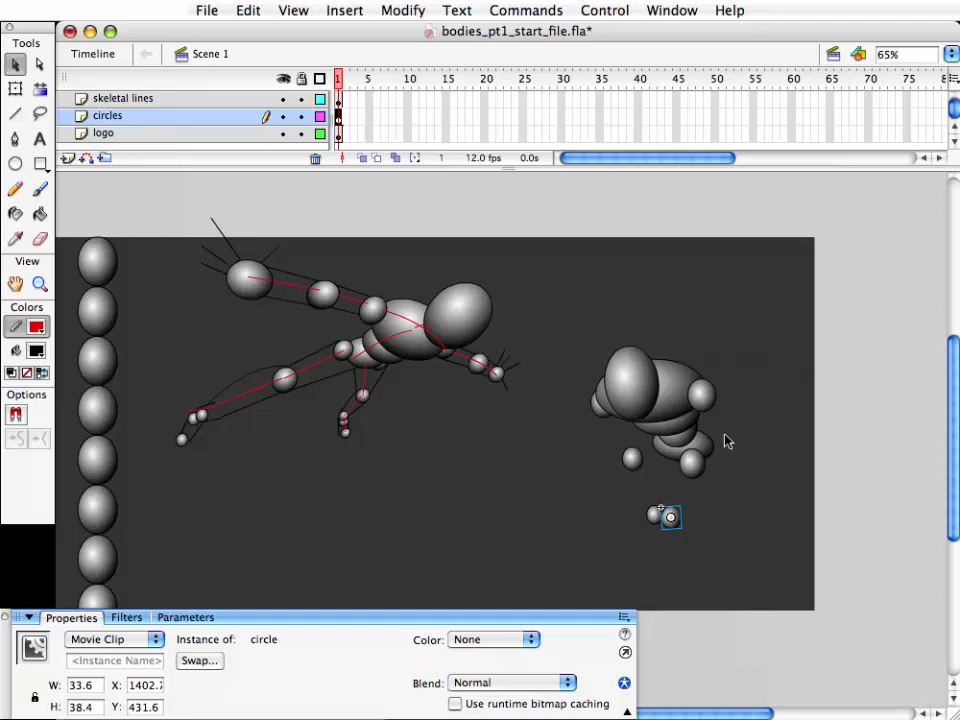 File Edit View Insert Modify Text Commands Control Window Help
bodies_pt1_start_file.fla*
Tools
Timeline Scene 1 65%
1 5 10 15 20 25 30 35 40 45 50 55 60 65 70 75 8
skeletal lines
circles
logo
1 12.0 fps 0.0s
View
Colors
Options
Properties Filters Parameters
Movie Clip Instance of: circle Color: None
<Instance Name> Swap...
W: 33.6 X: 1402.7 Blend: Normal
H: 38.4 Y: 431.6 Use runtime bitmap caching